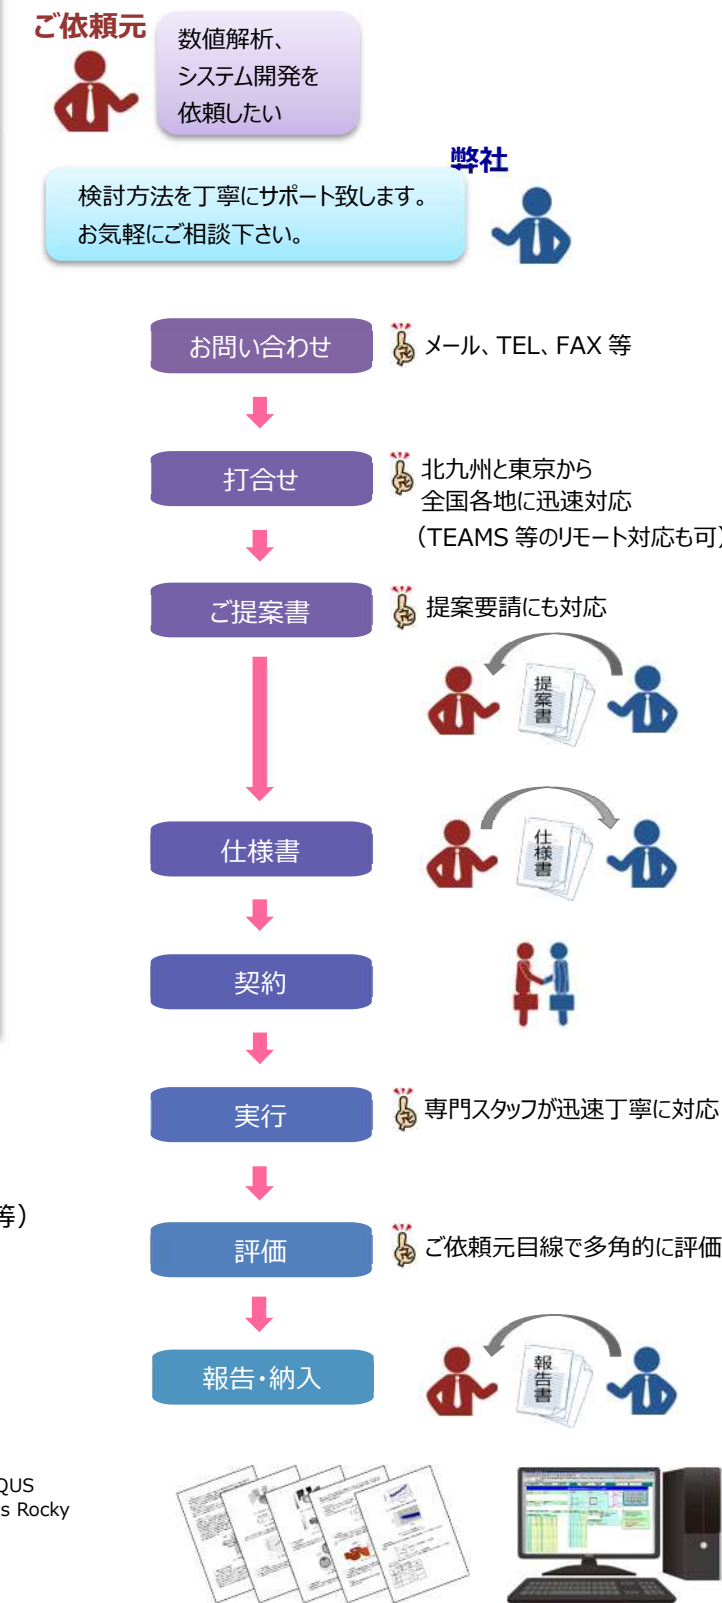 ご依頼元
数値解析、
システム開発を
依頼したい
弊社
検討方法を丁寧にサポート致します。
お気軽にご相談下さい。
お問い合わせ
メール、TEL、FAX 等
打合せ
北九州と東京から
全国各地に迅速対応
（TEAMS 等のリモート対応も可）
ご提案書
提案要請にも対応
提案書
仕様書
仕様書
契約
実行
専門スタッフが迅速丁寧に対応
等）
評価
ご依頼元目線で多角的に評価
報告・納入
報告書
QUS
s Rocky